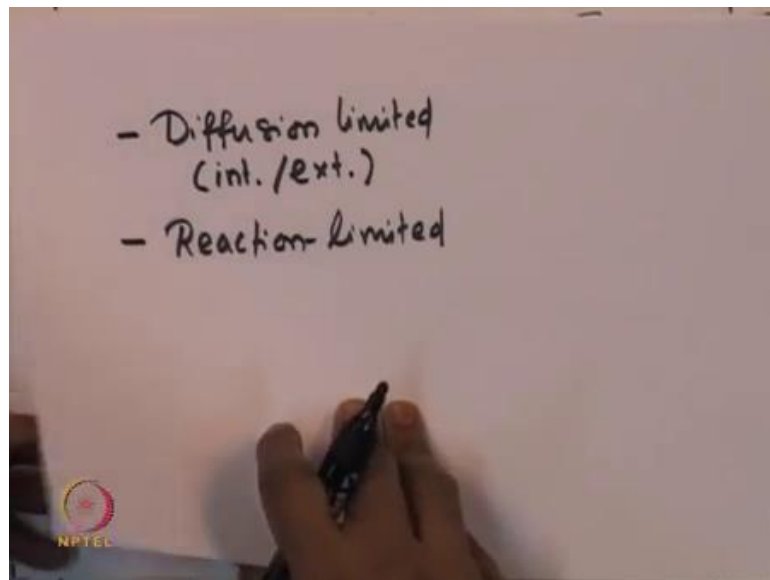 - Diffusion limited
(int. / ext.)
- Reaction limited
NPTEL